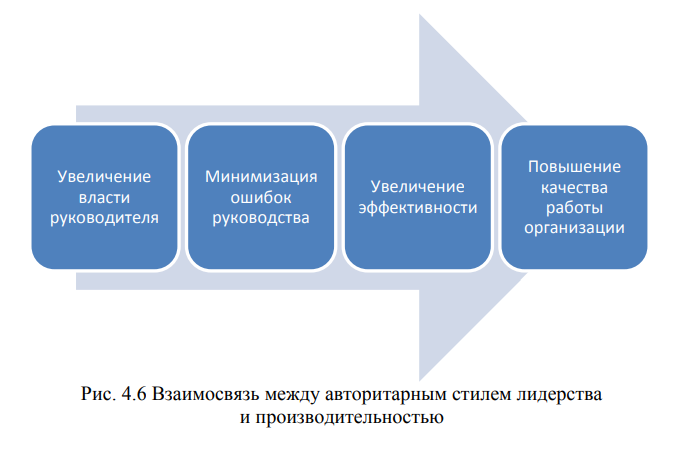 Увеличение
власти
руководителя
Минимизация
ошибок
руководства
Увеличение
эффективности
Повышение
качества
работы
организации
Рис. 4.6 Взаимосвязь между авторитарным стилем лидерства
и производительностью